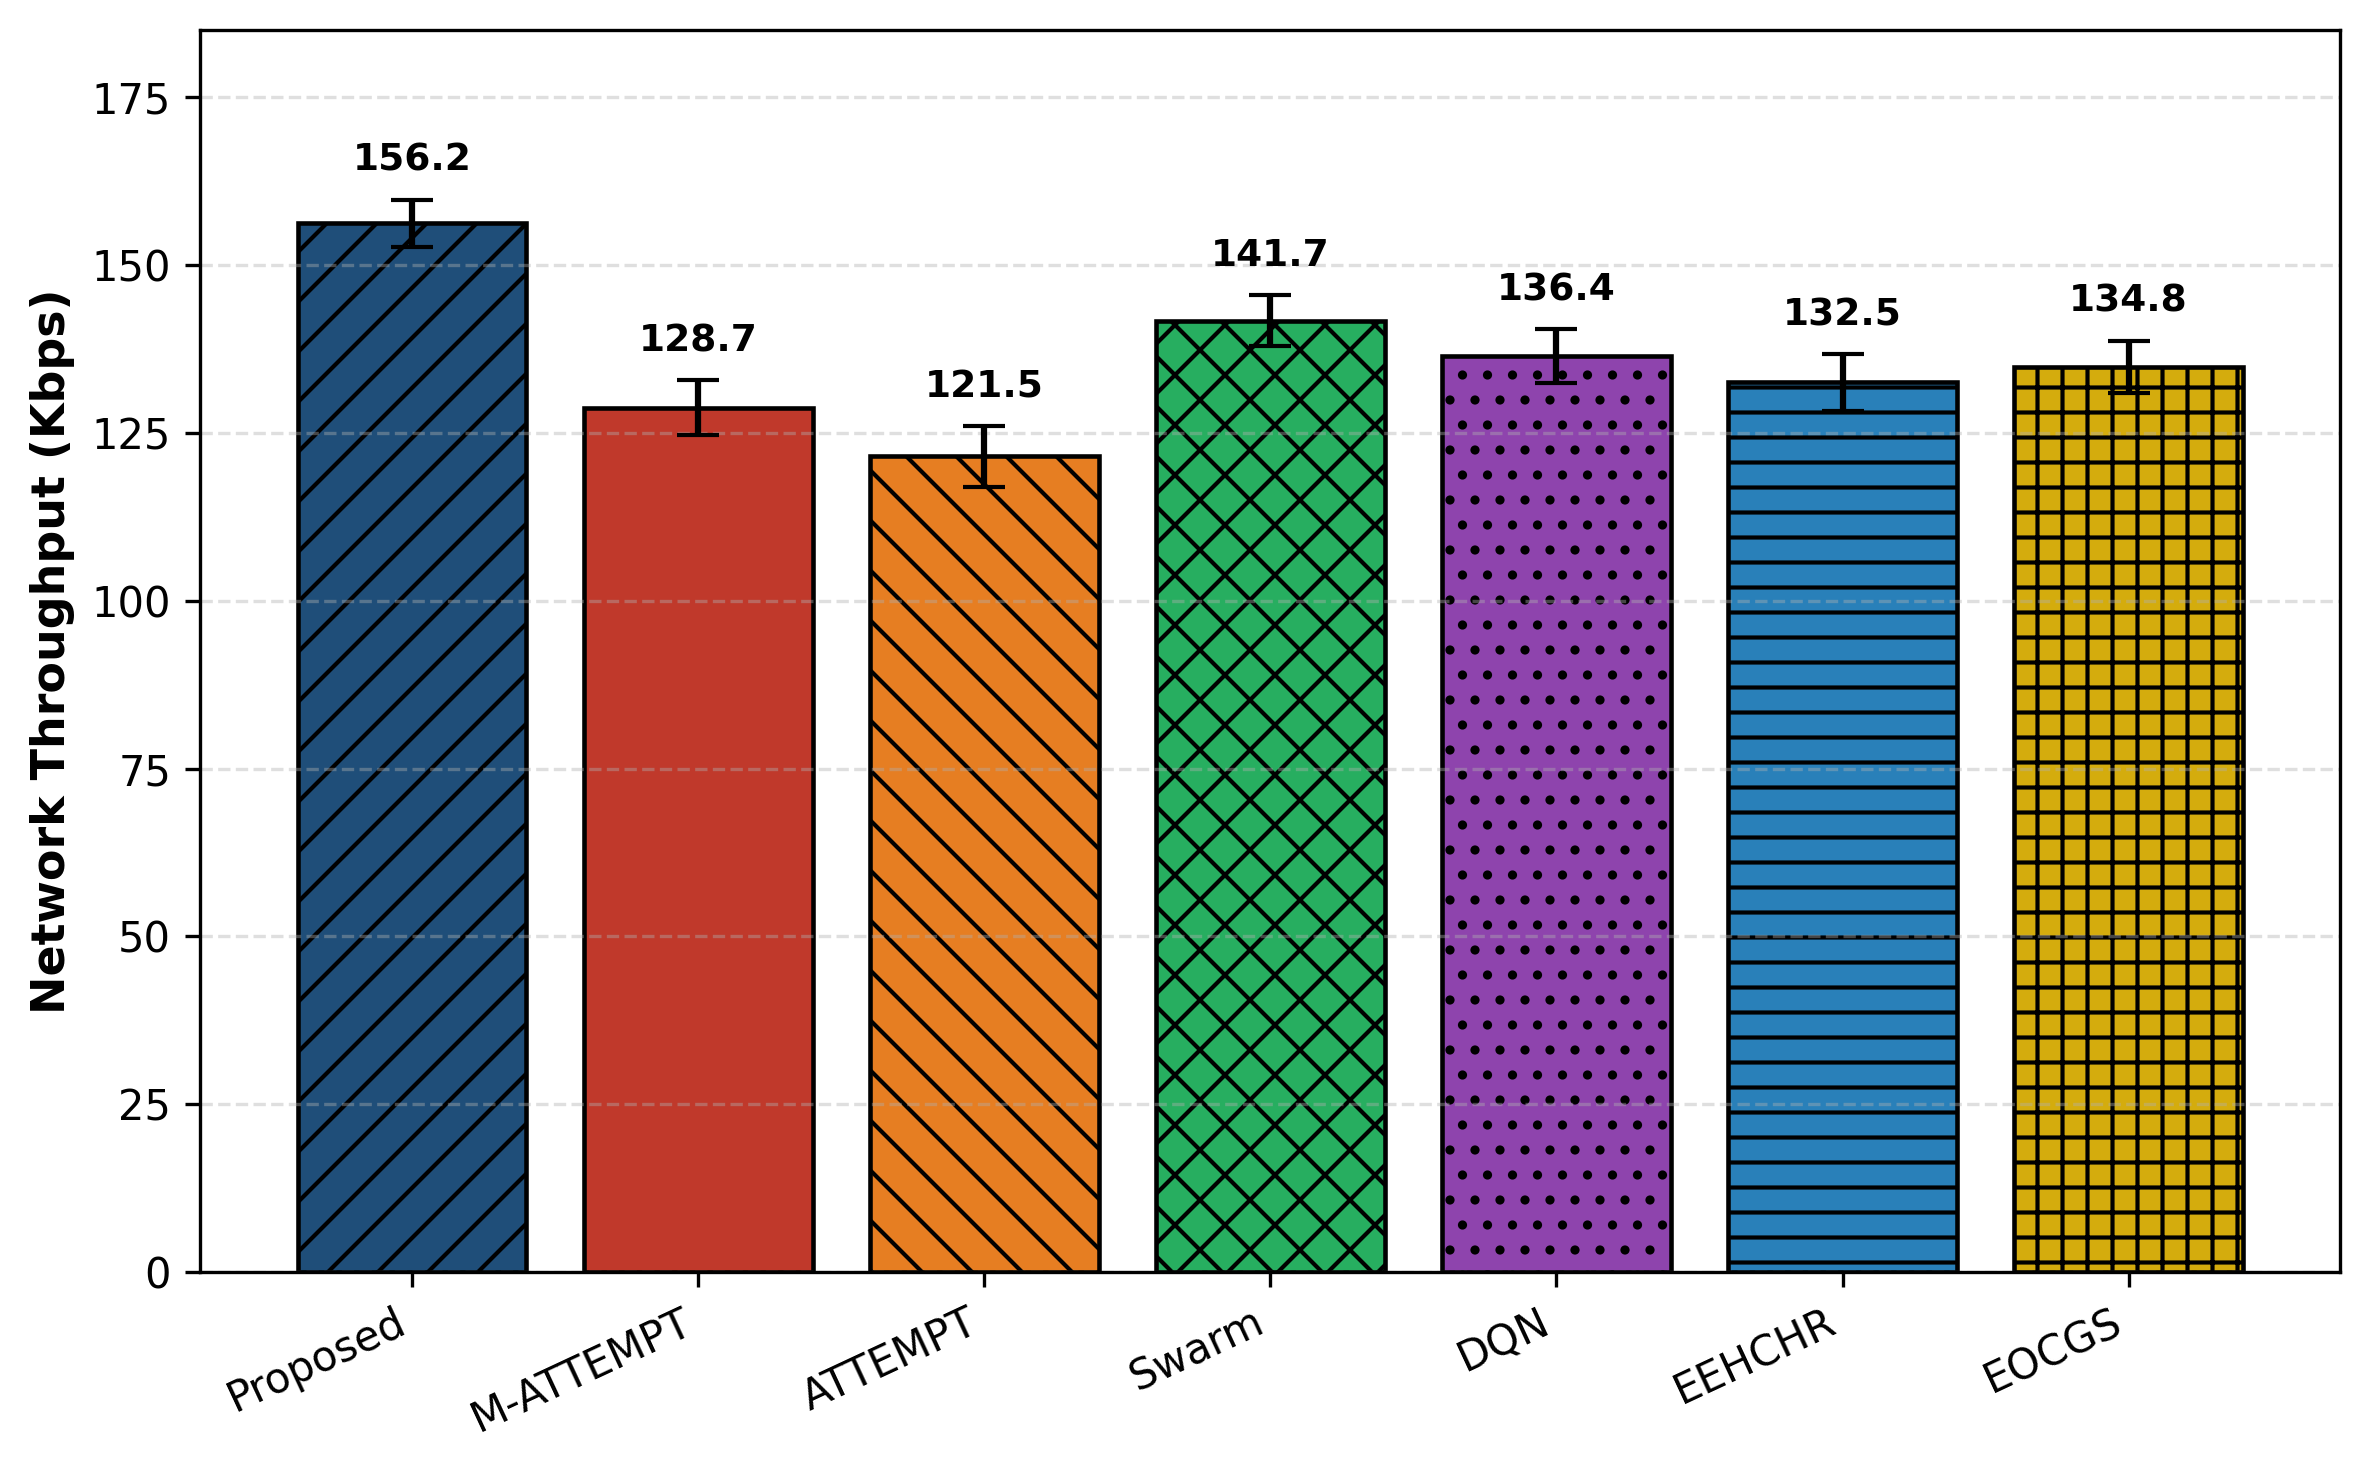 Network Throughput (Kbps)
175
150
125
100
75
50
25
0
156.2
128.7
121.5
141.7
136.4
132.5
134.8
Proposed
M-ATTEMPT
ATTEMPT
Swarm
DQN
EEHCHR
EOCGS